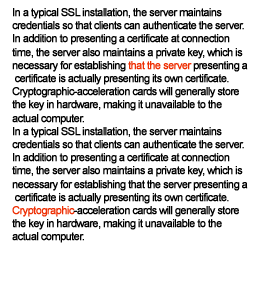 In a typical SSL installation, the server maintains
credentials so that clients can authenticate the server.
In addition to presenting a certificate at connection
time, the server also maintains a private key, which is
necessary for establishing that the server presenting a
certificate is actually presenting its own certificate.
Cryptographic-acceleration cards will generally store
the key in hardware, making it unavailable to the
actual computer.
In a typical SSL installation, the server maintains
credentials so that clients can authenticate the server.
In addition to presenting a certificate at connection
time, the server also maintains a private key, which is
necessary for establishing that the server presenting a
certificate is actually presenting its own certificate.
Cryptographic-acceleration cards will generally store
the key in hardware, making it unavailable to the
actual computer.